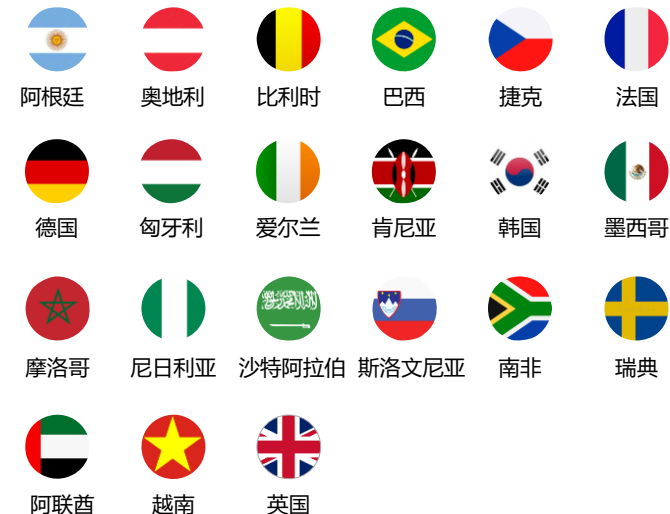 阿根廷 奥地利 比利时 巴西 捷克 法国
德国 匈牙利 爱尔兰 肯尼亚 韩国 墨西哥
摩洛哥 尼日利亚 沙特阿拉伯 斯洛文尼亚 南非 瑞典
阿联酋 越南 英国